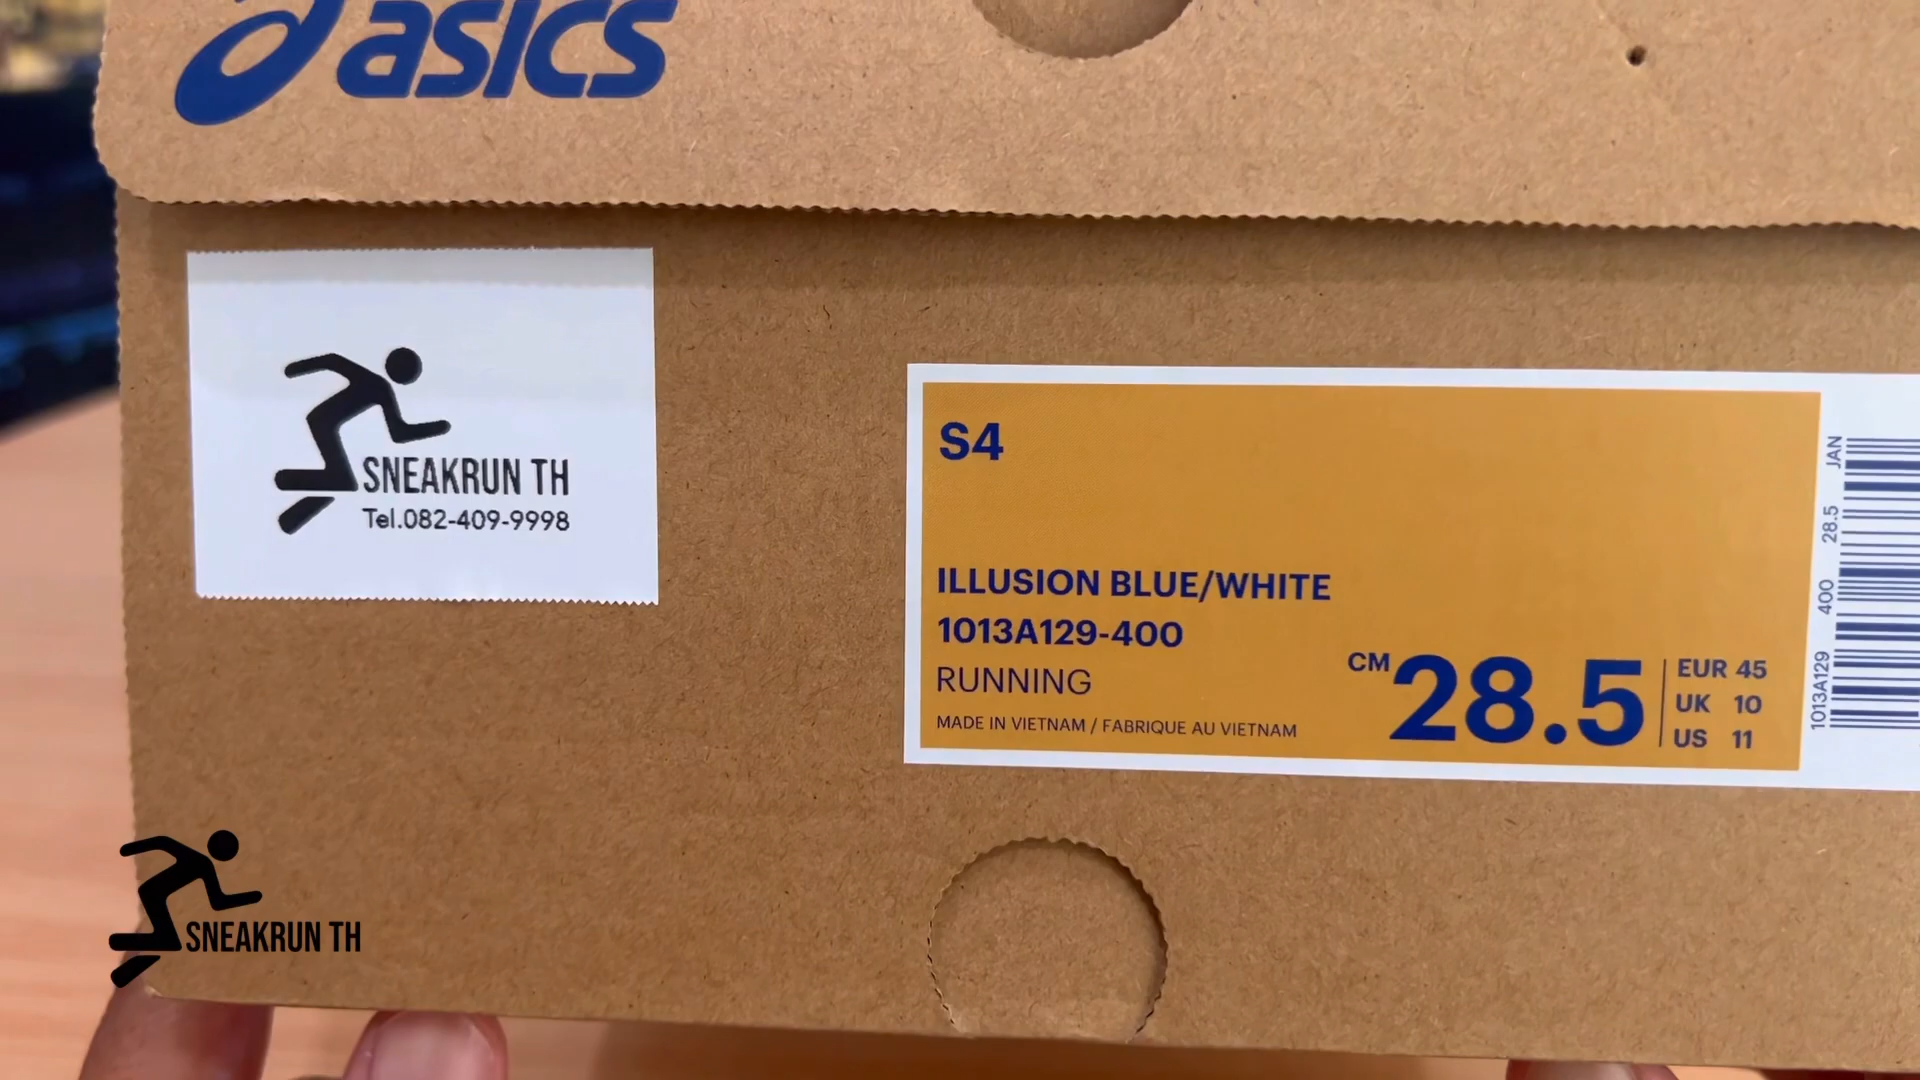 asics
SNEAKRUN TH
Tel.082-409-9998
S4
ILLUSION BLUE/WHITE
1013A129-400
RUNNING
MADE IN VIETNAM / FABRIQUE AU VIETNAM
CM 28.5
EUR 45
UK 10
US 11
1013A129 400 28.5 JAN
SNEAKRUN TH